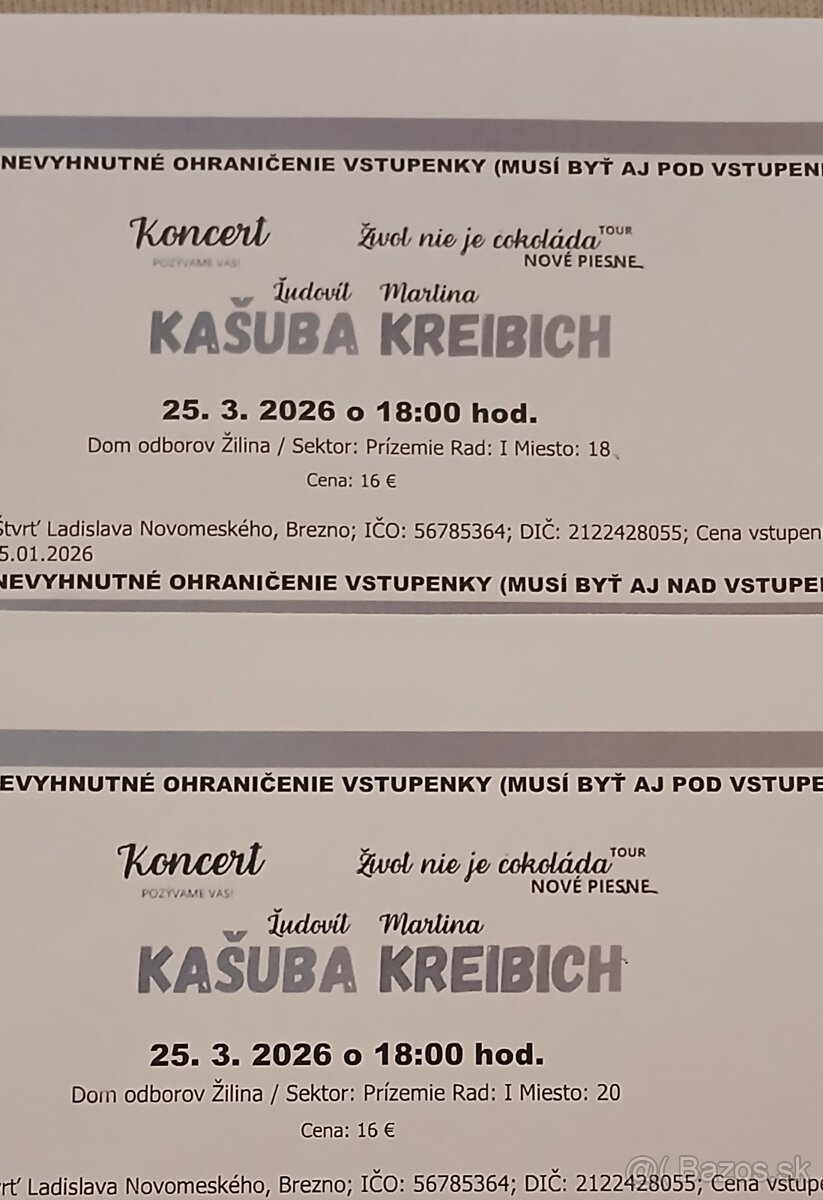 NEVYHNUTNÉ OHRANIČENIE VSTUPENKY (MUSÍ BYŤ AJ POD VSTUPEN
Koncert
POZÝVAME VÁS!
Život nie je čokoláda TOUR
NOVÉ PIESNE
Ľudovít Martina
KAŠUBA KREIBICH
25. 3. 2026 o 18:00 hod.
Dom odborov Žilina / Sektor: Prízemie Rad: I Miesto: 18
Cena: 16 €
Štvrť Ladislava Novomeského, Brezno; IČO: 56785364; DIČ: 2122428055; Cena vstupen
5.01.2026
NEVYHNUTNÉ OHRANIČENIE VSTUPENKY (MUSÍ BYŤ AJ NAD VSTUPE
EVYHNUTNÉ OHRANIČENIE VSTUPENKY (MUSÍ BYŤ AJ POD VSTUPE
Koncert
POZÝVAME VÁS!
Život nie je čokoláda TOUR
NOVÉ PIESNE
Ľudovít Martina
KAŠUBA KREIBICH
25. 3. 2026 o 18:00 hod.
Dom odborov Žilina / Sektor: Prízemie Rad: I Miesto: 20
Cena: 16 €
vrť Ladislava Novomeského, Brezno; IČO: 56785364; DIČ: 2122428055; Cena vstupe
Bazos.sk